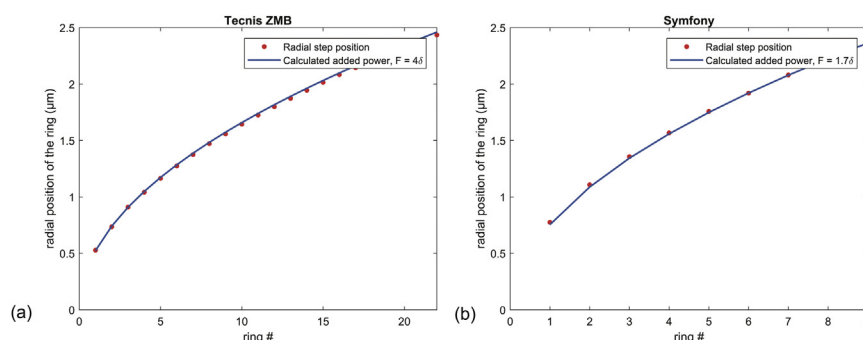 Tecnis ZMB
2.5
2
1.5
1
0.5
0
0
5
10
15
20
radial position of the ring (μm)
ring #
Radial step position
Calculated added power, F = 4δ
(a)
Symfony
2.5
2
1.5
1
0.5
0
0
1
2
3
4
5
6
7
8
radial position of the ring (μm)
ring #
Radial step position
Calculated added power, F = 1.7δ
(b)